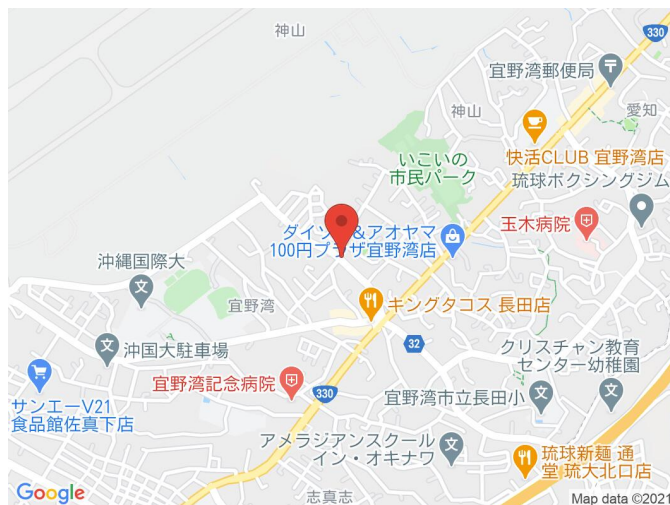 神山
330
宜野湾郵便局
神山
愛知
快活CLUB 宜野湾店
いこいの
市民パーク
琉球ボクシングジム
玉木病院
ダイソー&アオヤマ
100円プラザ宜野湾店
沖縄国際大
宜野湾
キングタコス 長田店
32
沖国大駐車場
クリスチャン教育
センター幼稚園
宜野湾記念病院
330
サンエーV21
食品館佐真下店
宜野湾市立長田小
アメラジアンスクール
イン・オキナワ
琉球新麺 通
堂 琉大北口店
志真志
Google
Map data ©2021